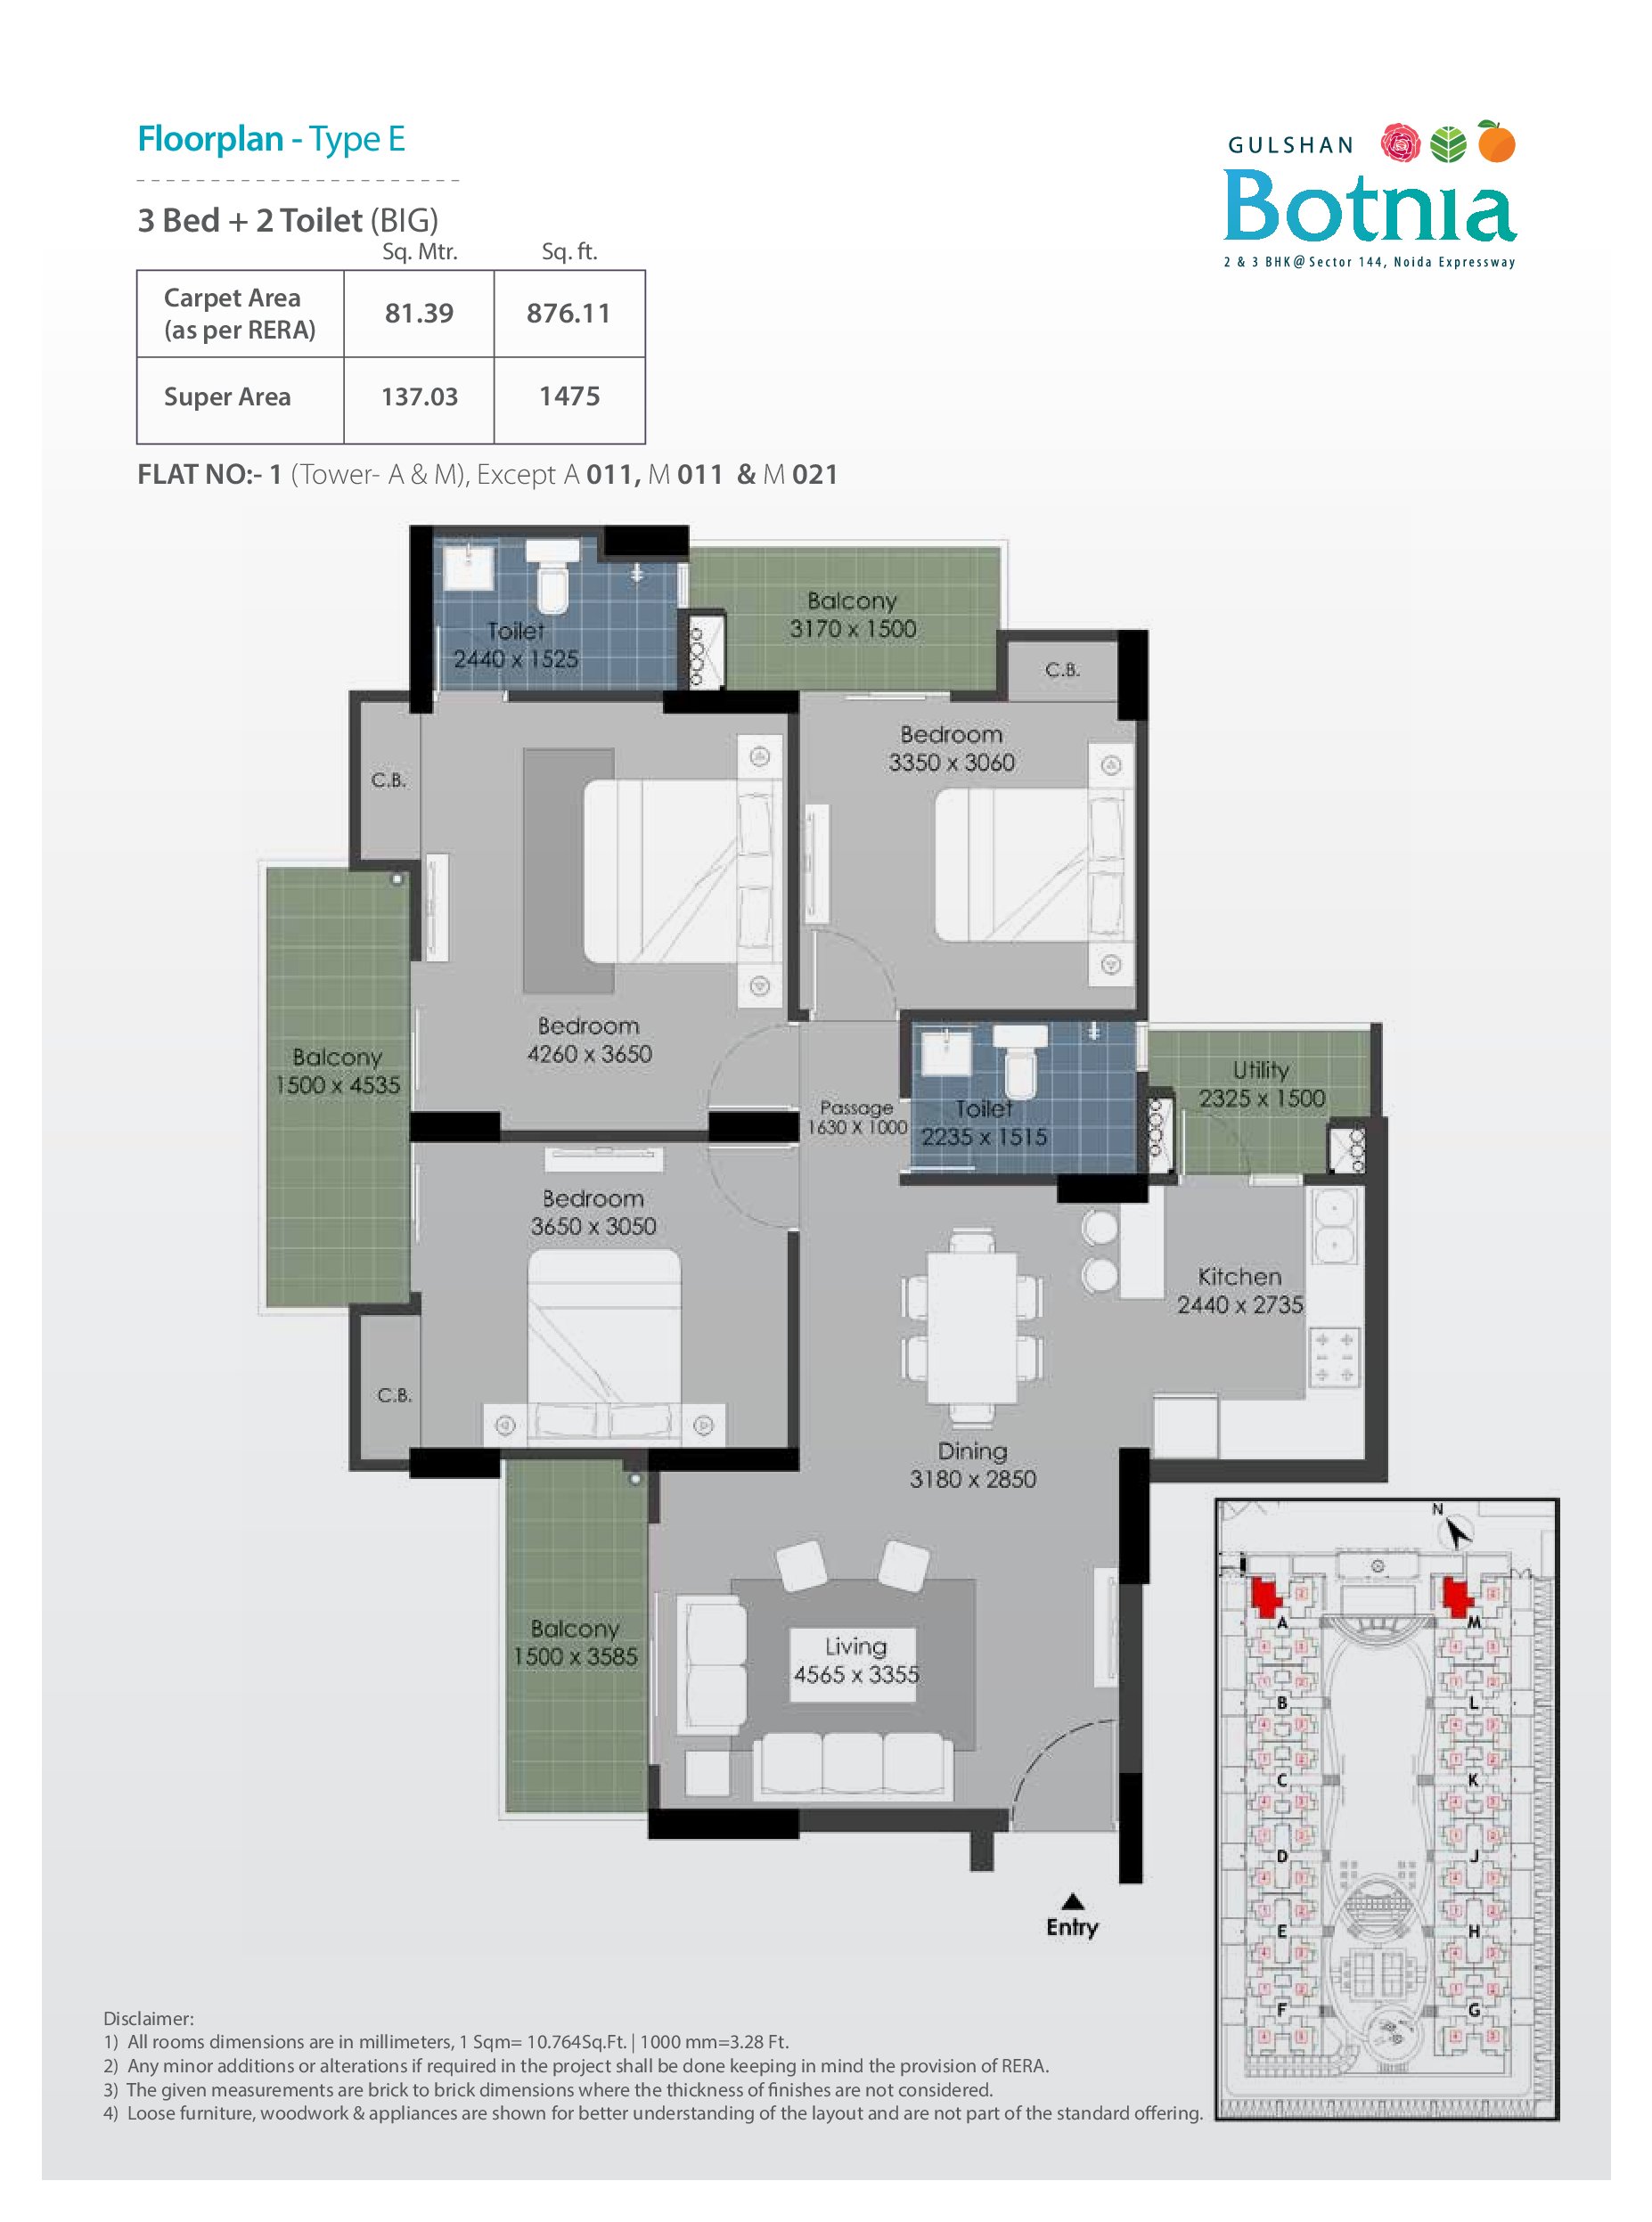 Floorplan - Type E
GULSHAN
Botnia
2 & 3 BHK@Sector 144, Noida Expressway
3 Bed + 2 Toilet (BIG)
Sq. Mtr. Sq. ft.
Carpet Area
(as per RERA) 81.39 876.11
Super Area 137.03 1475
FLAT NO:- 1 (Tower- A & M), Except A 011, M 011 & M 021
Balcony
3170 x 1500
Toilet
2440 x 1525
C.B.
Bedroom
3350 x 3060
C.B.
Bedroom
4260 x 3650
Balcony
1500 x 4535
Utility
2325 x 1500
Passage
1630 X 1000
Toilet
2235 x 1515
Bedroom
3650 x 3050
Kitchen
2440 x 2735
C.B.
Dining
3180 x 2850
Balcony
1500 x 3585
Living
4565 x 3355
Entry
N
A M
B L
C K
D J
E H
F G
Disclaimer:
1) All rooms dimensions are in millimeters, 1 Sqm= 10.764Sq.Ft. | 1000 mm=3.28 Ft.
2) Any minor additions or alterations if required in the project shall be done keeping in mind the provision of RERA.
3) The given measurements are brick to brick dimensions where the thickness of finishes are not considered.
4) Loose furniture, woodwork & appliances are shown for better understanding of the layout and are not part of the standard offering.